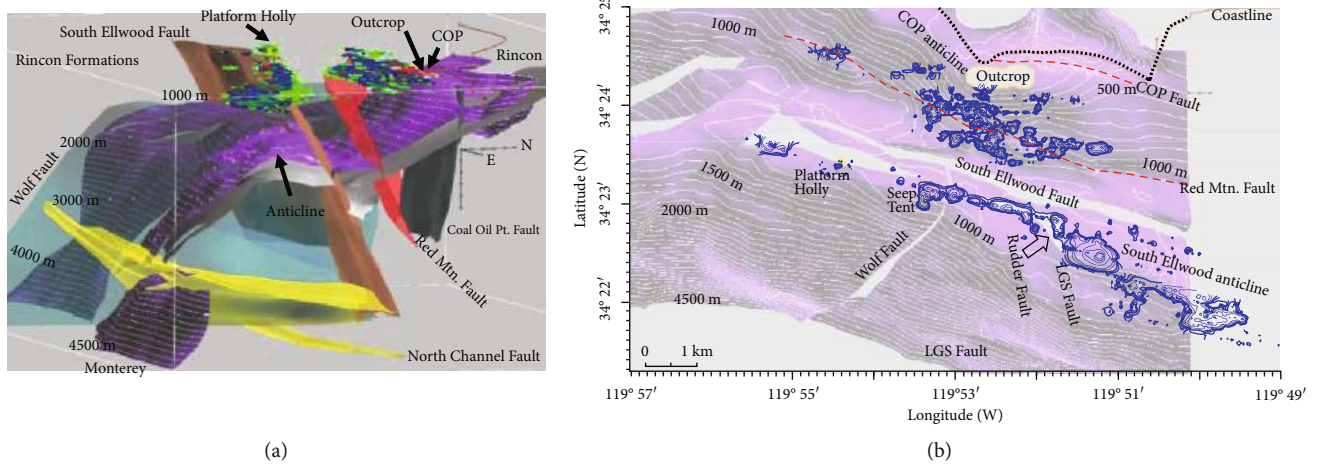 Platform Holly
South Ellwood Fault
Outcrop
COP
Rincon Formations
Rincon
1000 m
2000 m
Wolf Fault
3000 m
N
E
Anticline
4000 m
Coal Oil Pt. Fault
Red Mtn. Fault
4500 m
Monterey
North Channel Fault
(a)
34° 25′
34° 24′
34° 23′
34° 22′
Latitude (N)
1000 m
COP anticline
Coastline
Outcrop
500 m
COP Fault
1500 m
Platform
Holly
South Ellwood Fault
1000 m
Red Mtn. Fault
Seep
Tent
2000 m
1000 m
Wolf Fault
Rudder Fault
LGS Fault
South Ellwood anticline
4500 m
0 1 km
LGS Fault
119° 57′ 119° 55′ 119° 53′ 119° 51′ 119° 49′
Longitude (W)
(b)